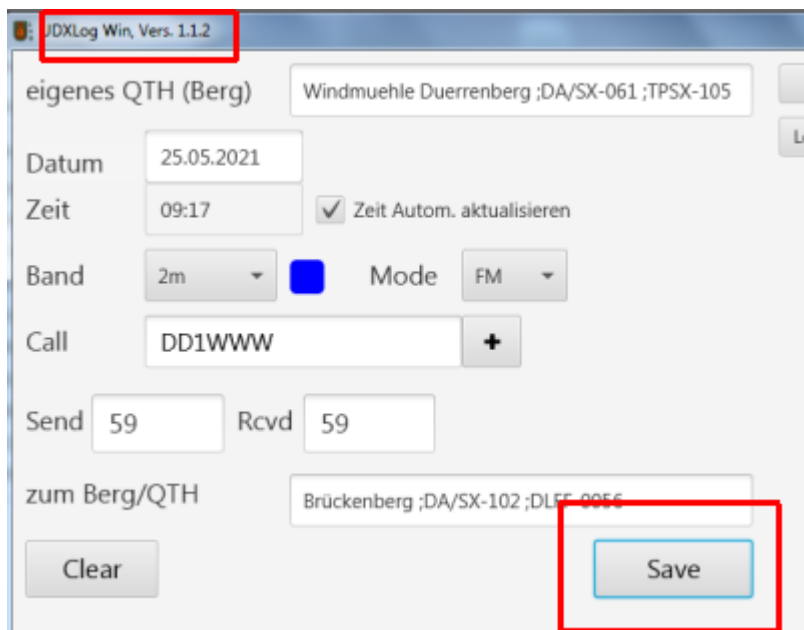 UDXLog Win, Vers. 1.1.2
eigenes QTH (Berg) Windmuehle Duerrenberg ;DA/SX-061 ;TPSX-105
Datum 25.05.2021
Zeit 09:17 Zeit Autom. aktualisieren
Band 2m Mode FM
Call DD1WWW +
Send 59 Rcvd 59
zum Berg/QTH Brückenberg ;DA/SX-102 ;DLFF-0056
Clear Save